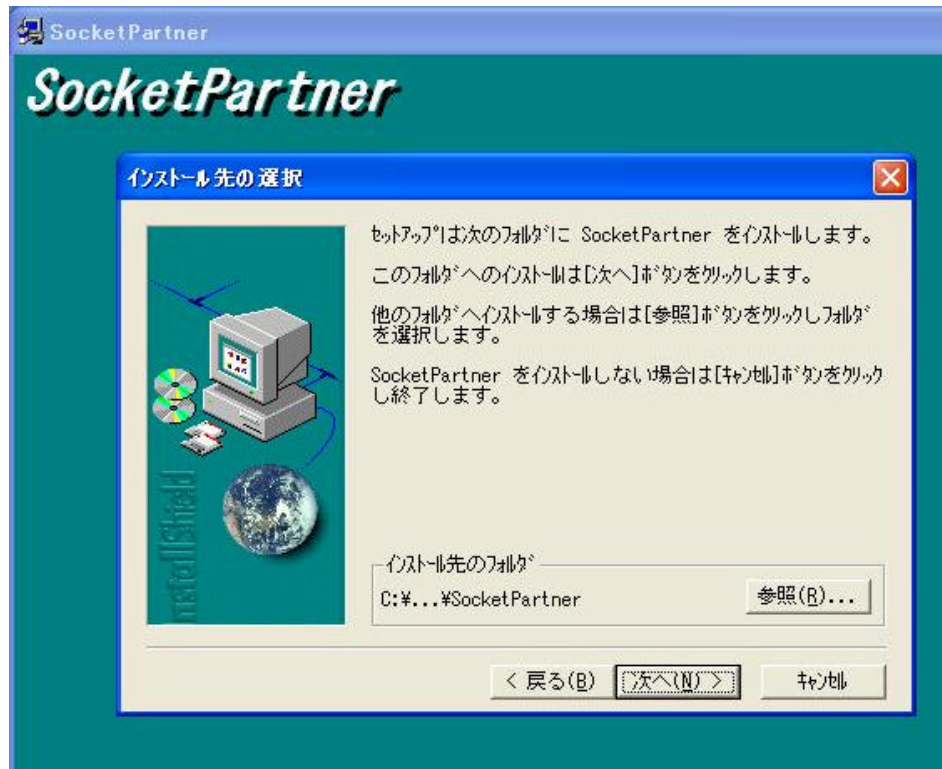 SocketPartner
SocketPartner
インストール先の選択
ｾｯﾄｱｯﾌﾟは次のﾌｫﾙﾀﾞに SocketPartner をｲﾝｽﾄｰﾙします。
このﾌｫﾙﾀﾞへのｲﾝｽﾄｰﾙは[次へ]ﾎﾞﾀﾝをｸﾘｯｸします。
他のﾌｫﾙﾀﾞへｲﾝｽﾄｰﾙする場合は[参照]ﾎﾞﾀﾝをｸﾘｯｸしﾌｫﾙﾀﾞ
を選択します。
SocketPartner をｲﾝｽﾄｰﾙしない場合は[ｷｬﾝｾﾙ]ﾎﾞﾀﾝをｸﾘｯｸ
し終了します。
InstallShield
ｲﾝｽﾄｰﾙ先のﾌｫﾙﾀﾞ
C:¥...¥SocketPartner
参照(R)...
< 戻る(B)
次へ(N) >
ｷｬﾝｾﾙ